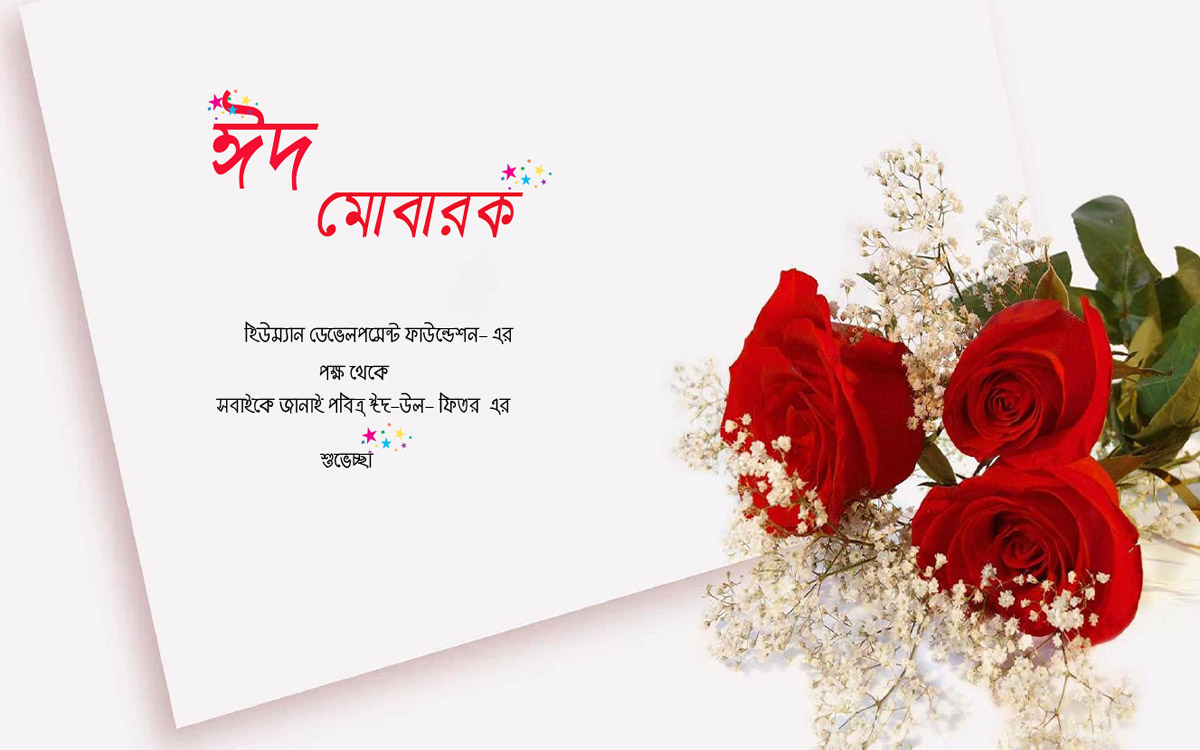 ঈদ
মোবারক
হিউম্যান ডেভেলপমেন্ট ফাউন্ডেশন- এর
পক্ষ থেকে
সবাইকে জানাই পবিত্র ঈদ-উল- ফিতর এর
শুভেচ্ছা